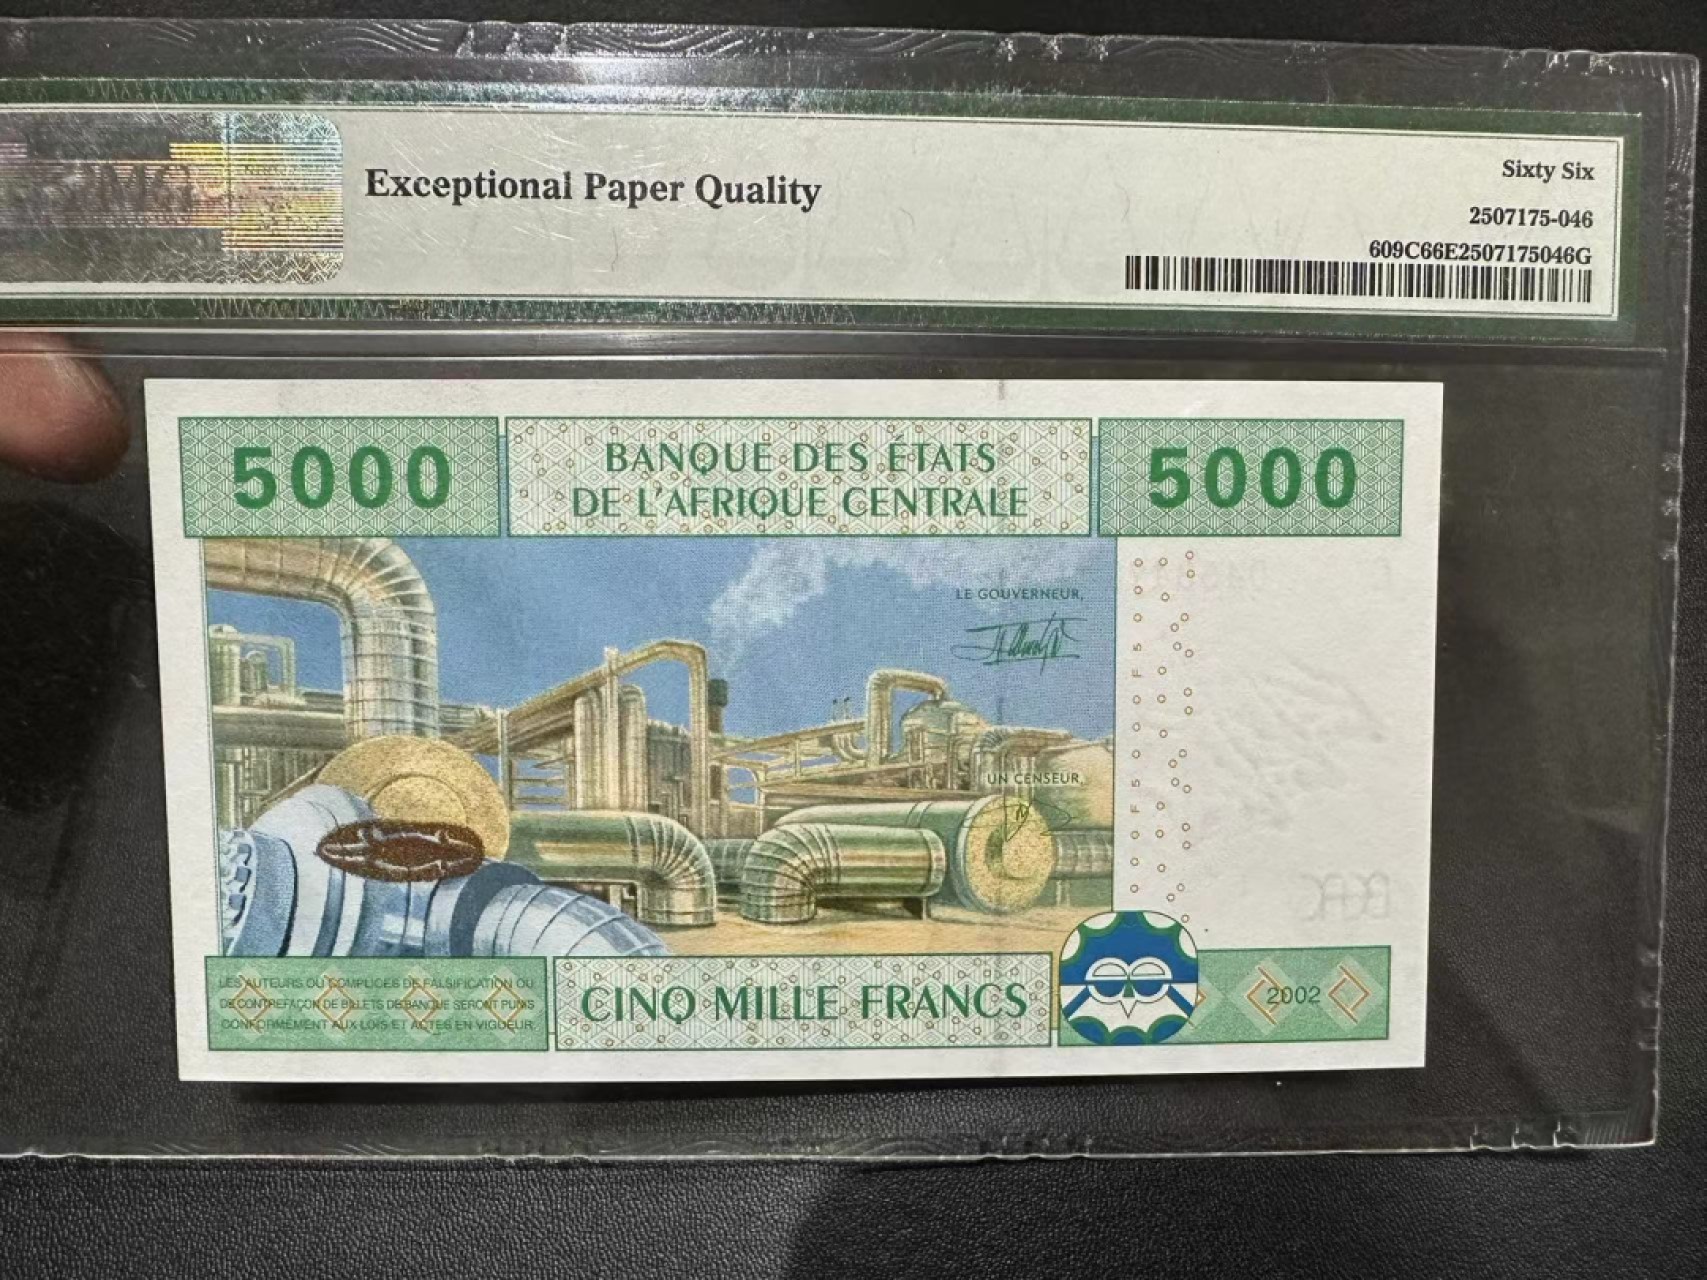 Exceptional Paper Quality
Sixty Six
2507175-046
609C66E2507175046G
5000
BANQUE DES ÉTATS
DE L'AFRIQUE CENTRALE
5000
LE GOUVERNEUR,
UN CENSEUR,
LES AUTEURS OU COMPLICES DE FALSIFICATION OU
DE CONTREFAÇON DE BILLETS DE BANQUE SERONT PUNIS
CONFORMÉMENT AUX LOIS ET ACTES EN VIGUEUR.
CINQ MILLE FRANCS
2002